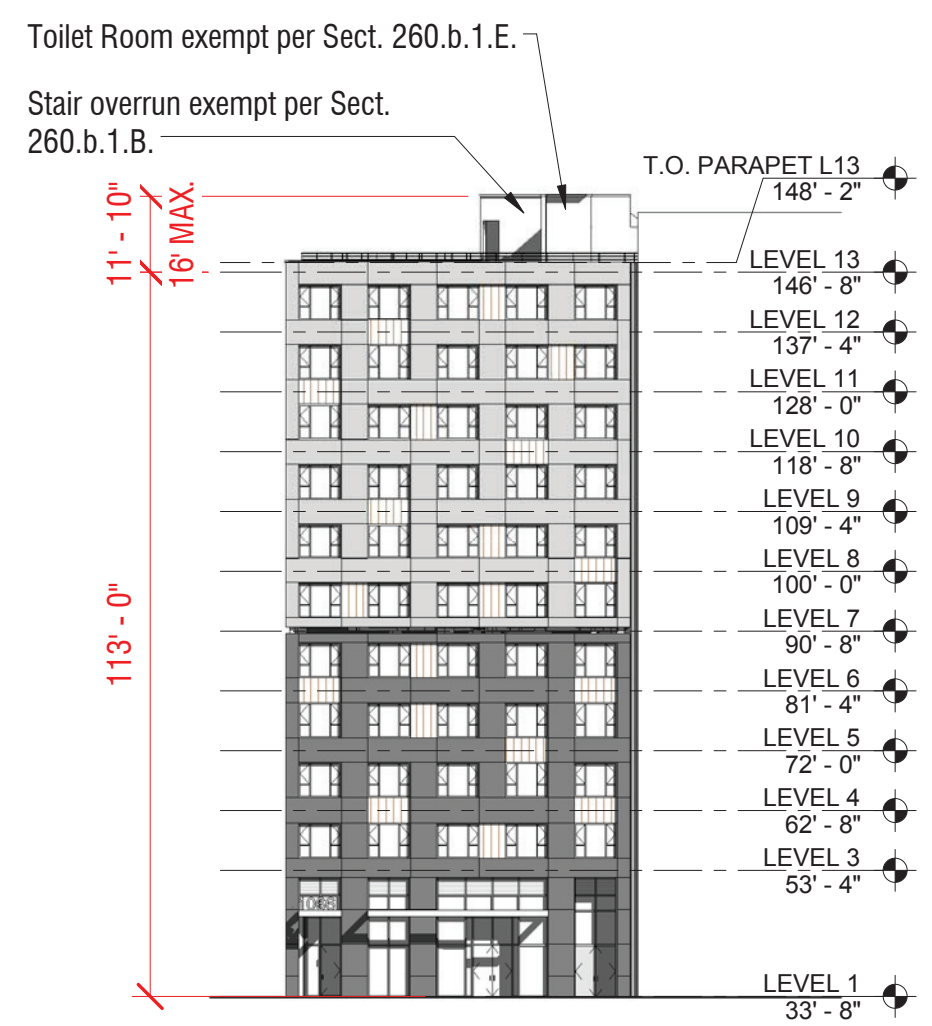 Toilet Room exempt per Sect. 260.b.1.E.
Stair overrun exempt per Sect.
260.b.1.B.
11' - 10"
16' MAX.
113' - 0"
T.O. PARAPET L13
148' - 2"
LEVEL 13
146' - 8"
LEVEL 12
137' - 4"
LEVEL 11
128' - 0"
LEVEL 10
118' - 8"
LEVEL 9
109' - 4"
LEVEL 8
100' - 0"
LEVEL 7
90' - 8"
LEVEL 6
81' - 4"
LEVEL 5
72' - 0"
LEVEL 4
62' - 8"
LEVEL 3
53' - 4"
1068
LEVEL 1
33' - 8"